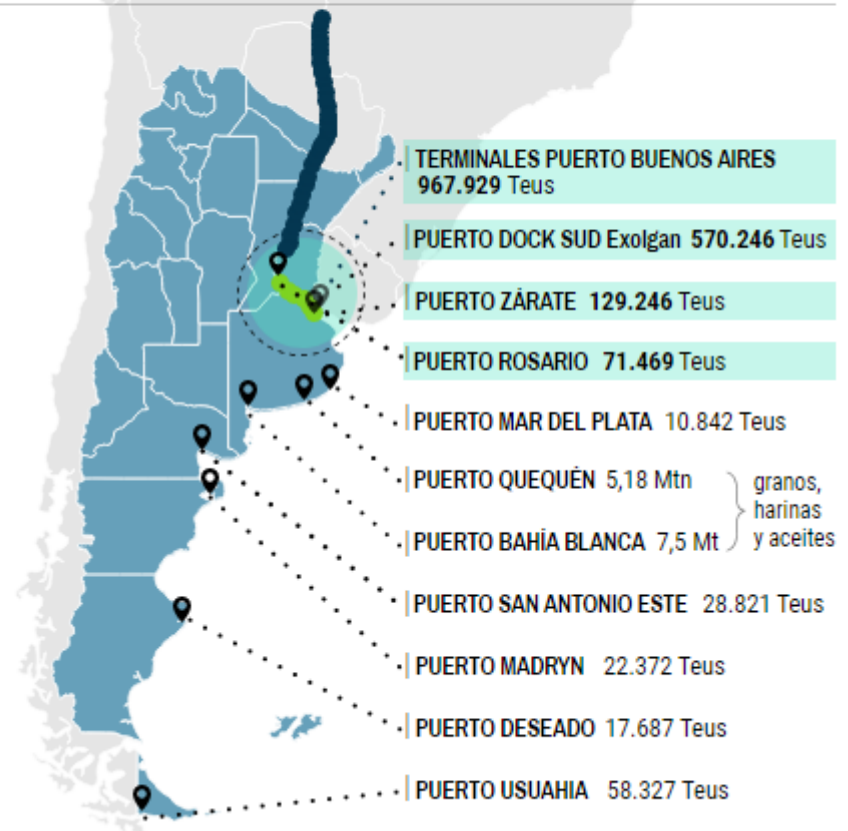 TERMINALES PUERTO BUENOS AIRES
967.929 Teus
PUERTO DOCK SUD Exolgan 570.246 Teus
PUERTO ZÁRATE 129.246 Teus
PUERTO ROSARIO 71.469 Teus
PUERTO MAR DEL PLATA 10.842 Teus
PUERTO QUEQUÉN 5,18 Mtn
PUERTO BAHÍA BLANCA 7,5 Mt
granos,
harinas
y aceites
PUERTO SAN ANTONIO ESTE 28.821 Teus
PUERTO MADRYN 22.372 Teus
PUERTO DESEADO 17.687 Teus
PUERTO USUAHIA 58.327 Teus